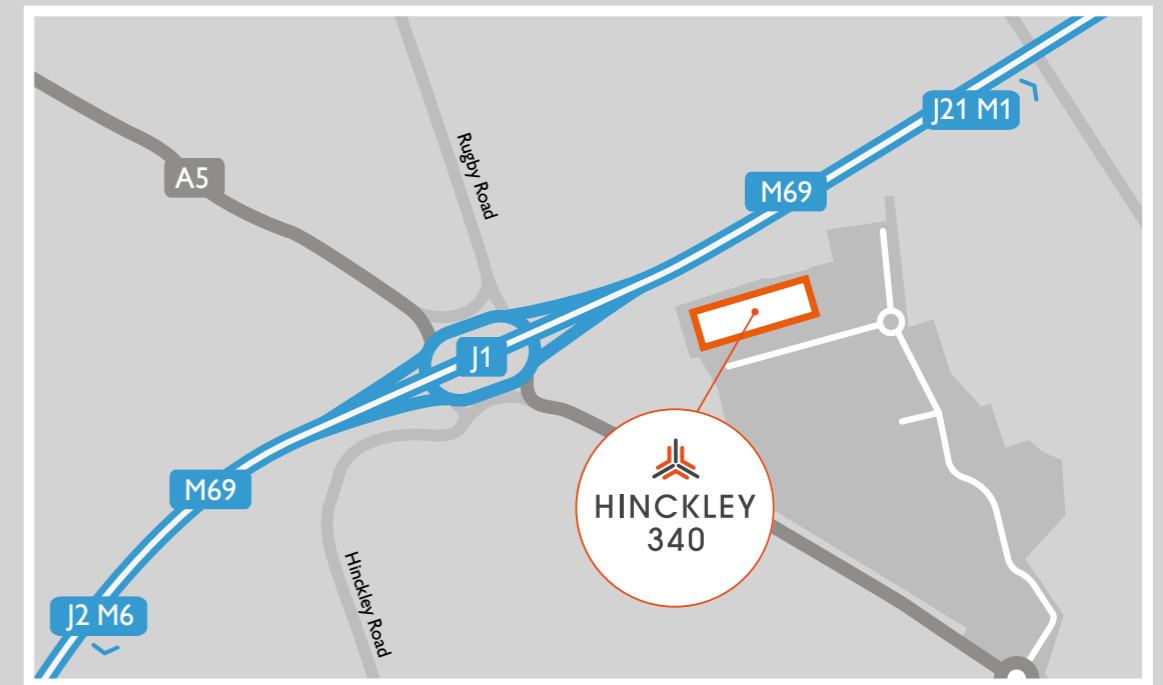 J21 M1
Rugby Road
A5
M69
J1
M69
HINCKLEY
340
Hinckley Road
J2 M6